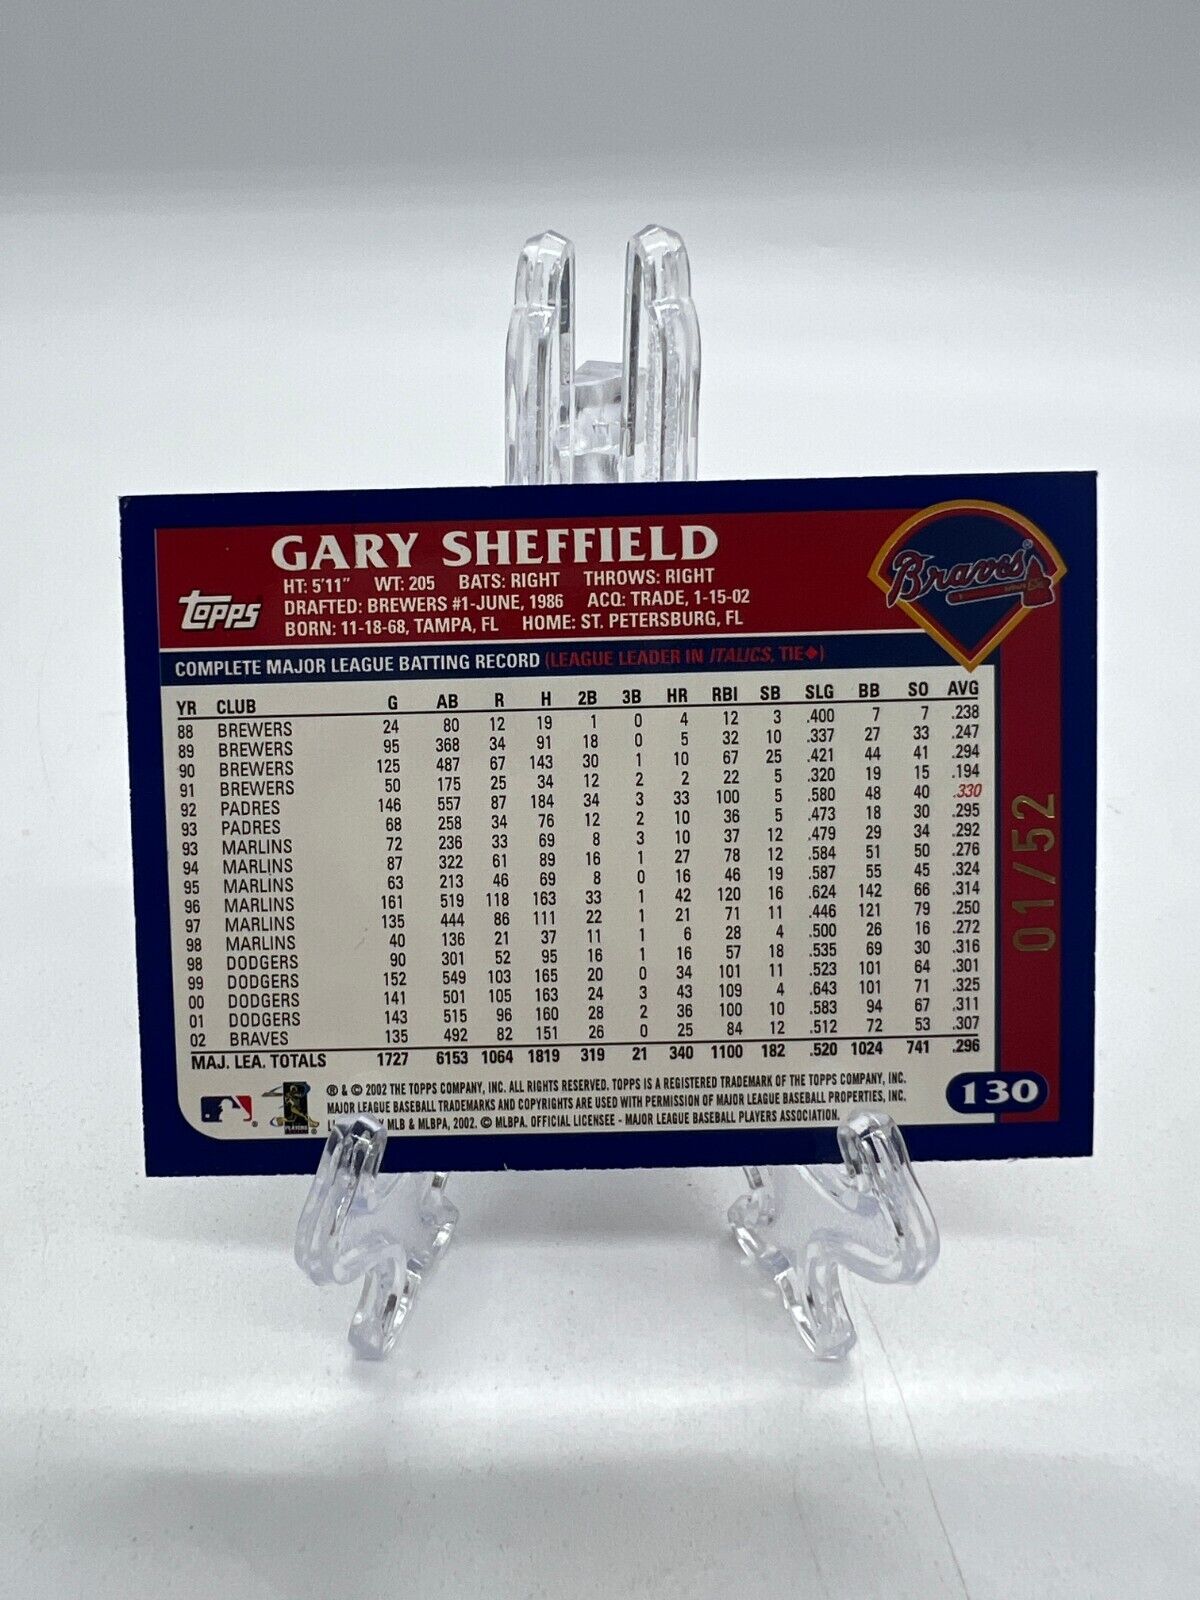 GARY SHEFFIELD
HT: 5'11" WT: 205 BATS: RIGHT THROWS: RIGHT
DRAFTED: BREWERS #1-JUNE, 1986 ACQ: TRADE, 1-15-02
BORN: 11-18-68, TAMPA, FL HOME: ST. PETERSBURG, FL
topps
Braves
COMPLETE MAJOR LEAGUE BATTING RECORD (LEAGUE LEADER IN ITALICS, TIE◆)
YR CLUB G AB R H 2B 3B HR RBI SB SLG BB SO AVG
88 BREWERS 24 80 12 19 1 0 4 12 3 .400 7 7 .238
89 BREWERS 95 368 34 91 18 0 5 32 10 .337 27 33 .247
90 BREWERS 125 487 67 143 30 1 10 67 25 .421 44 41 .294
91 BREWERS 50 175 25 34 12 2 2 22 5 .320 19 15 .194
92 PADRES 146 557 87 184 34 3 33 100 5 .580 48 40 .330
93 PADRES 68 258 34 76 12 2 10 36 5 .473 18 30 .295
93 MARLINS 72 236 33 69 8 3 10 37 12 .479 29 34 .292
94 MARLINS 87 322 61 89 16 1 27 78 12 .584 51 50 .276
95 MARLINS 63 213 46 69 8 0 16 46 19 .587 55 45 .324
96 MARLINS 161 519 118 163 33 1 42 120 16 .624 142 66 .314
97 MARLINS 135 444 86 111 22 1 21 71 11 .446 121 79 .250
98 MARLINS 40 136 21 37 11 1 6 28 4 .500 26 16 .272
98 DODGERS 90 301 52 95 16 1 16 57 18 .535 69 30 .316
99 DODGERS 152 549 103 165 20 0 34 101 11 .523 101 64 .301
00 DODGERS 141 501 105 163 24 3 43 109 4 .643 101 71 .325
01 DODGERS 143 515 96 160 28 2 36 100 10 .583 94 67 .311
02 BRAVES 135 492 82 151 26 0 25 84 12 .512 72 53 .307
MAJ. LEA. TOTALS 1727 6153 1064 1819 319 21 340 1100 182 .520 1024 741 .296
01/52
® & © 2002 THE TOPPS COMPANY, INC. ALL RIGHTS RESERVED. TOPPS IS A REGISTERED TRADEMARK OF THE TOPPS COMPANY, INC.
MAJOR LEAGUE BASEBALL TRADEMARKS AND COPYRIGHTS ARE USED WITH PERMISSION OF MAJOR LEAGUE BASEBALL PROPERTIES, INC.
MLB & MLBPA, 2002. © MLBPA. OFFICIAL LICENSEE - MAJOR LEAGUE BASEBALL PLAYERS ASSOCIATION.
130